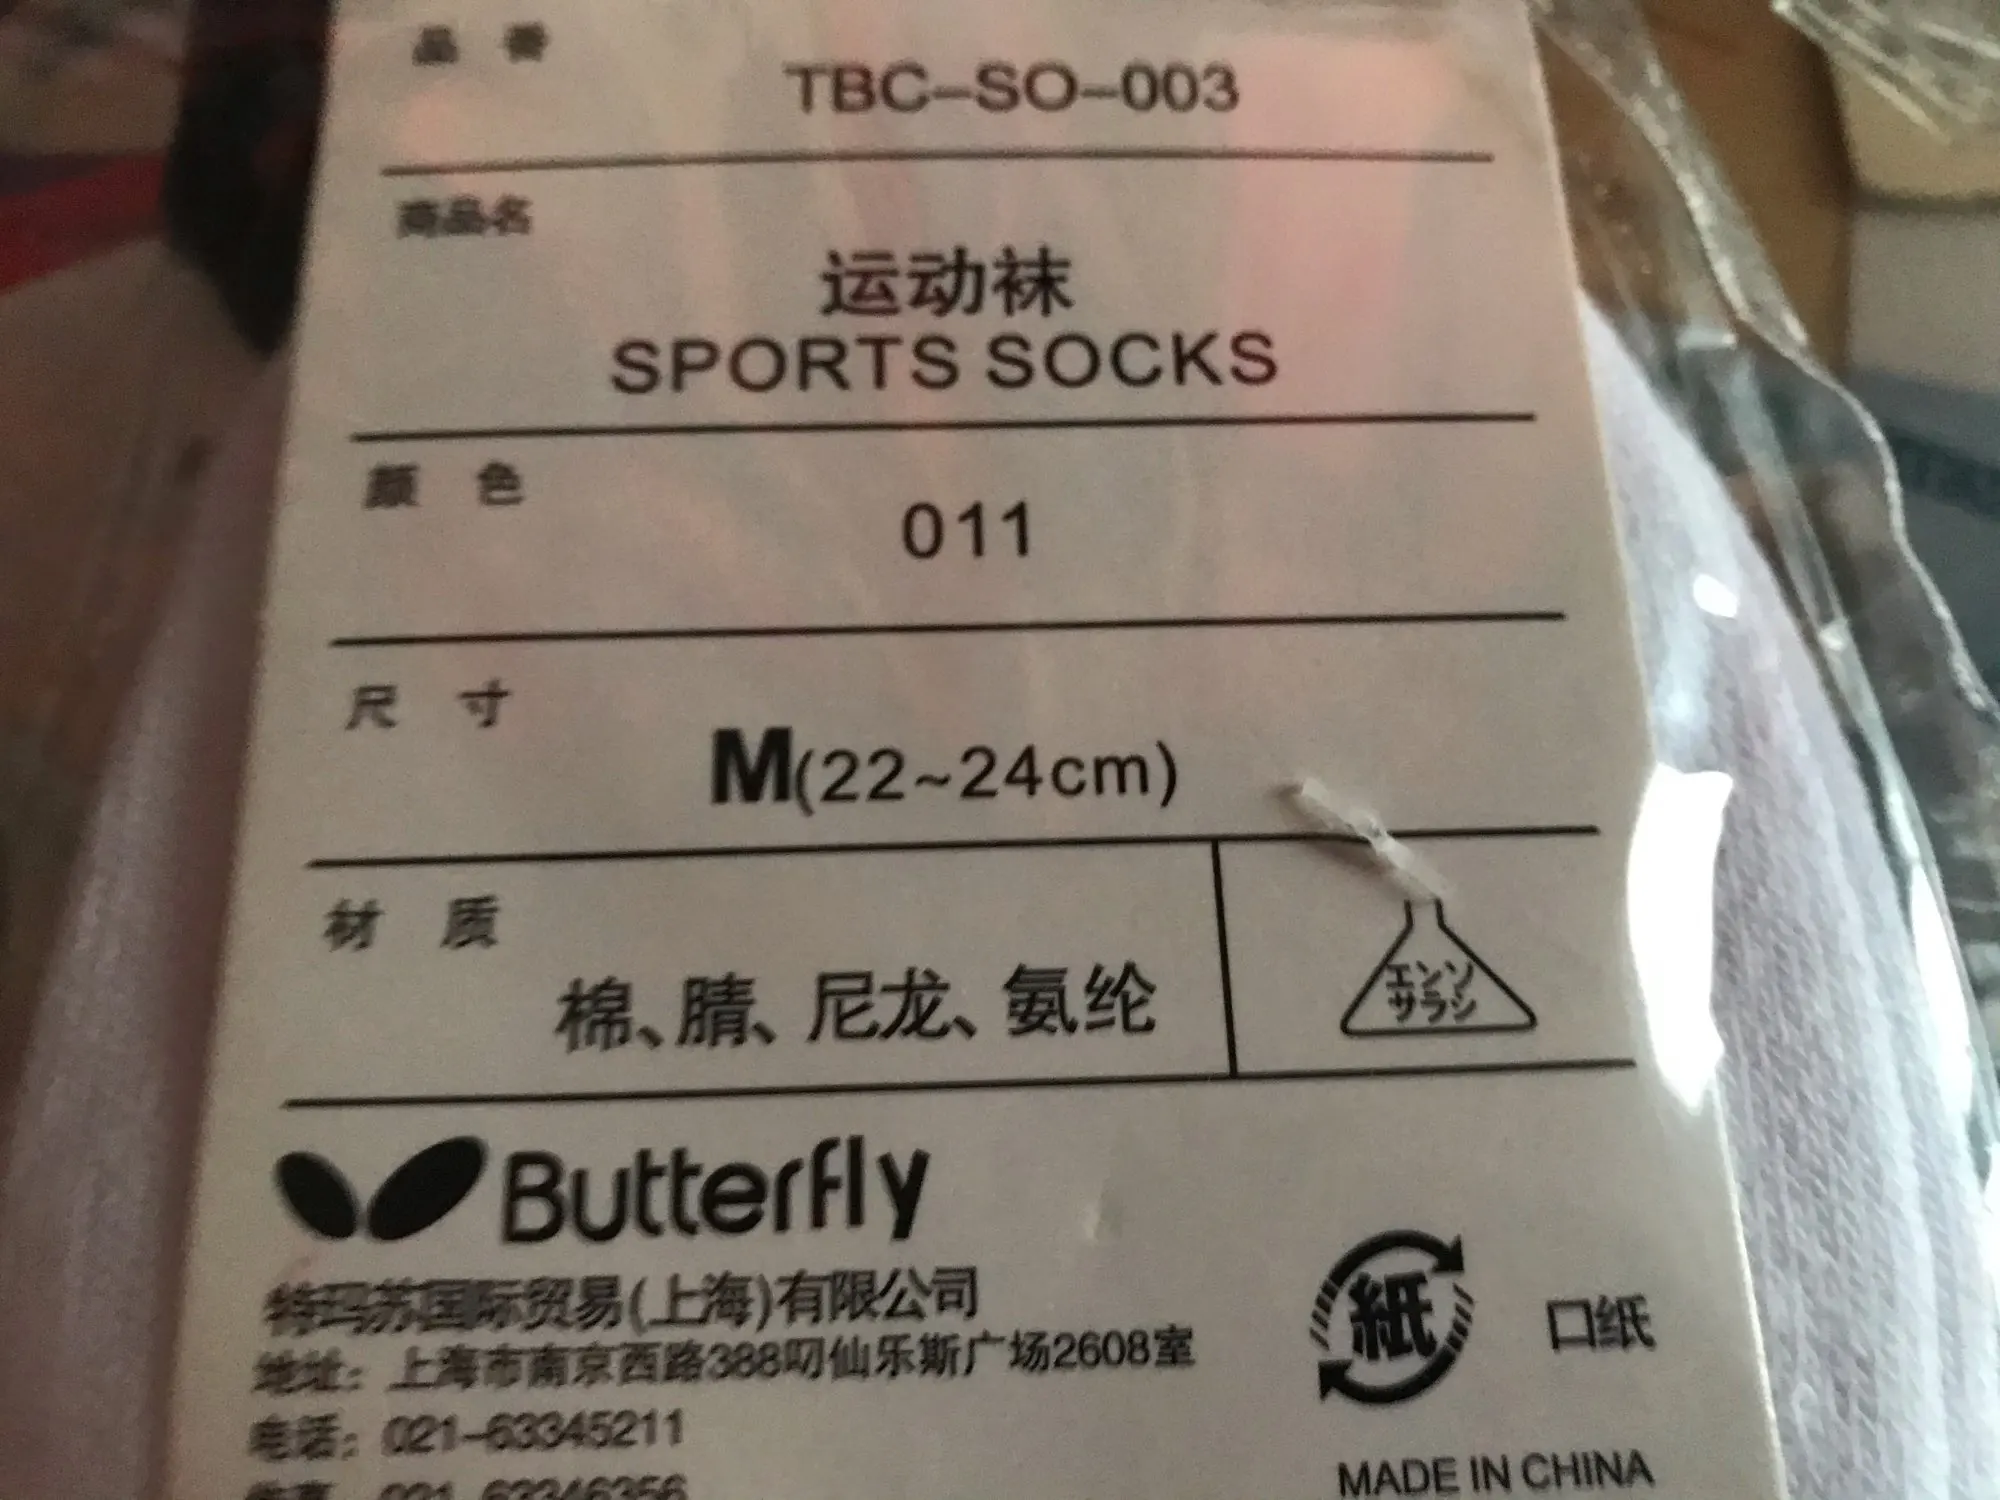 品 番
TBC-SO-003
商品名
运动袜
SPORTS SOCKS
颜 色
011
尺 寸
M(22~24cm)
材 质
棉、腈、尼龙、氨纶
エンソ
サラシ
Butterfly
特玛苏国际贸易(上海)有限公司
地址：上海市南京西路388叼仙乐斯广场2608室
电话：021-63345211
紙
口纸
传真：021-63346356
MADE IN CHINA